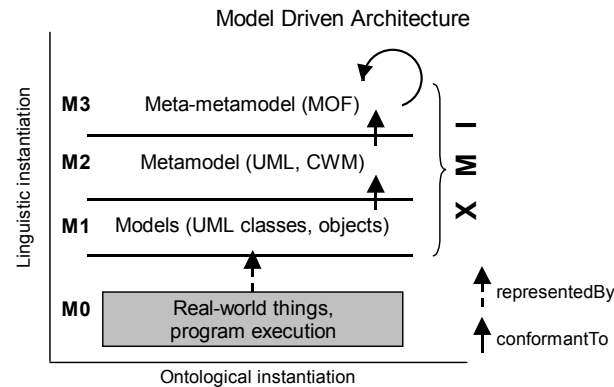 Model Driven Architecture
Linguistic instantiation
M3
Meta-metamodel (MOF)
M2
Metamodel (UML, CWM)
M1
Models (UML classes, objects)
XMI
M0
Real-world things,
program execution
representedBy
conformantTo
Ontological instantiation